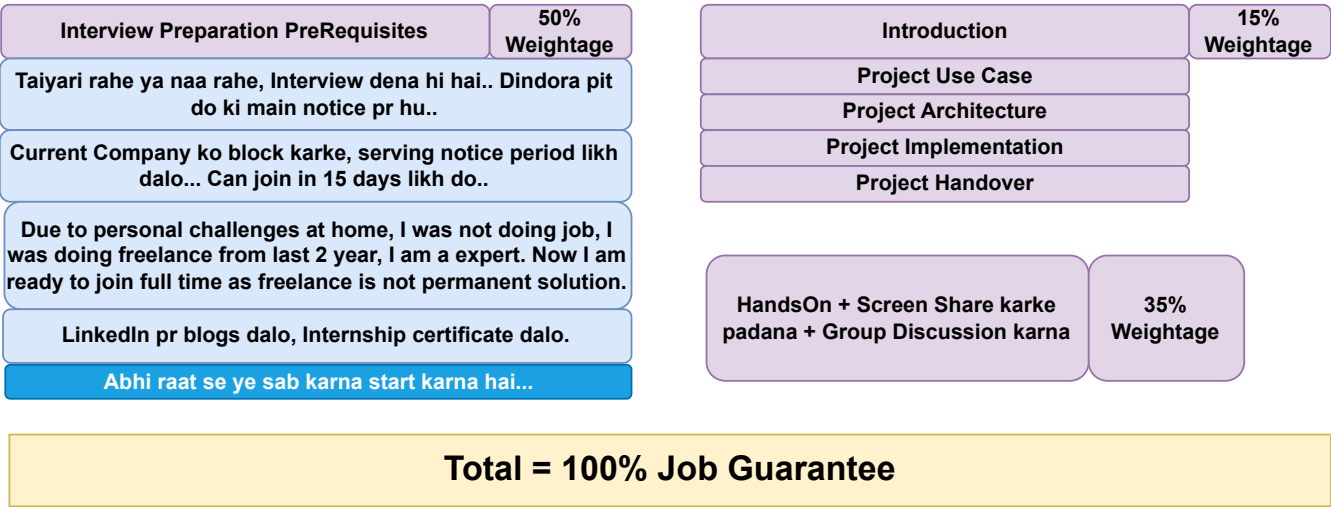 Interview Preparation PreRequisites
50%
Weightage
Taiyari rahe ya naa rahe, Interview dena hi hai.. Dindora pit
do ki main notice pr hu..
Current Company ko block karke, serving notice period likh
dalo... Can join in 15 days likh do..
Due to personal challenges at home, I was not doing job, I
was doing freelance from last 2 year, I am a expert. Now I am
ready to join full time as freelance is not permanent solution.
LinkedIn pr blogs dalo, Internship certificate dalo.
Abhi raat se ye sab karna start karna hai...
Introduction
15%
Weightage
Project Use Case
Project Architecture
Project Implementation
Project Handover
HandsOn + Screen Share karke
padana + Group Discussion karna
35%
Weightage
Total = 100% Job Guarantee